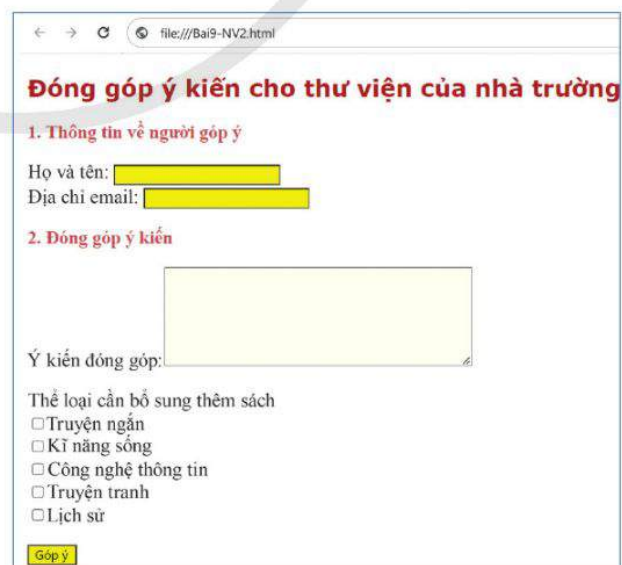 file:///Bai9-NV2.html
Đóng góp ý kiến cho thư viện của nhà trường
1. Thông tin về người góp ý
Họ và tên:
Địa chỉ email:
2. Đóng góp ý kiến
Ý kiến đóng góp:
Thể loại cần bổ sung thêm sách
Truyện ngắn
Kĩ năng sống
Công nghệ thông tin
Truyện tranh
Lịch sử
Góp ý